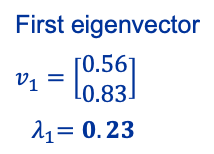 First eigenvector
v₁ = [0.56
0.83]
λ₁= 0.23